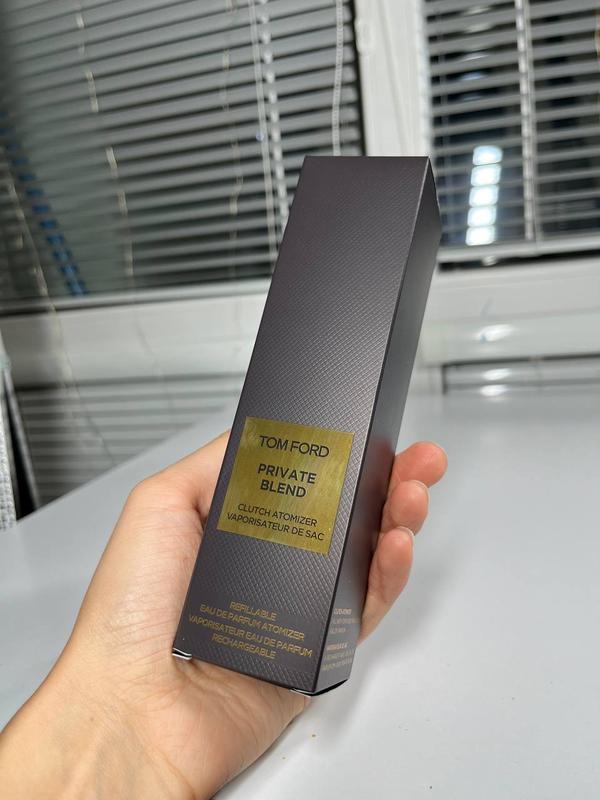 TOM FORD
PRIVATE
BLEND
CLUTCH ATOMIZER
VAPORISATEUR DE SAC
REFILLABLE
EAU DE PARFUM ATOMIZER
VAPORISATEUR EAU DE PARFUM
RECHARGEABLE